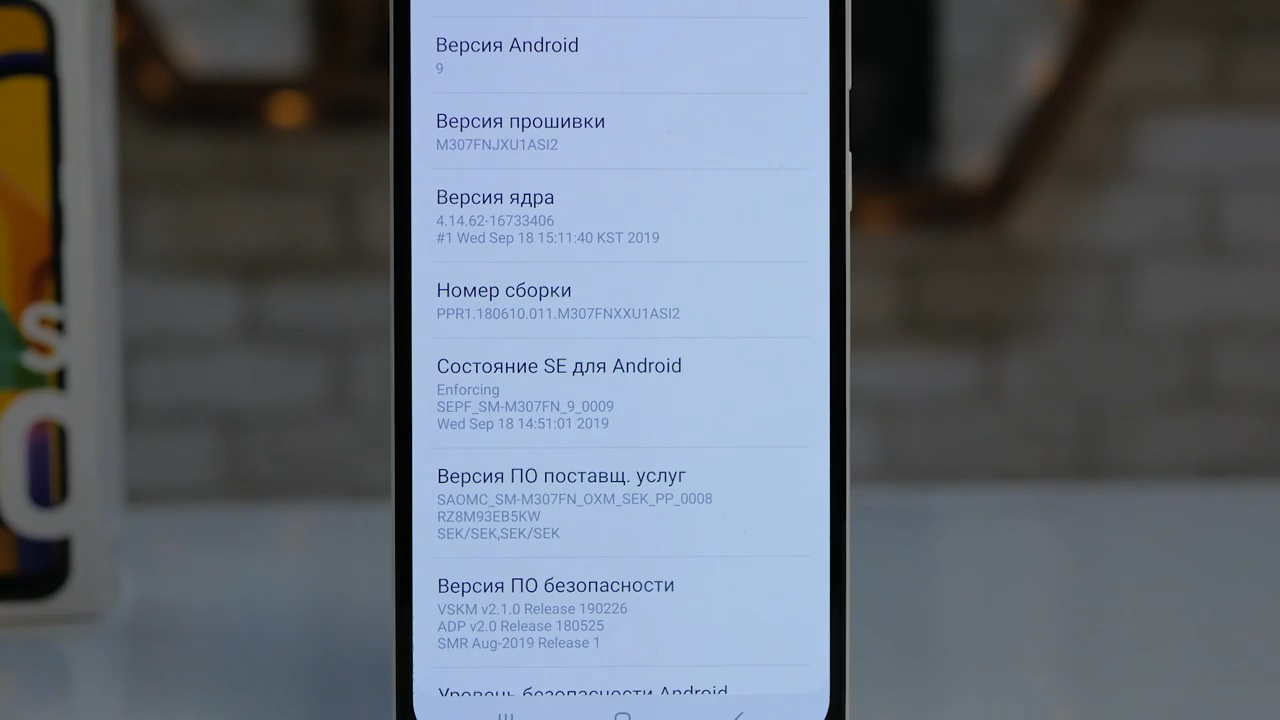 Версия Android
9
Версия прошивки
M307FNJXU1ASI2
Версия ядра
4.14.62-16733406
#1 Wed Sep 18 15:11:40 KST 2019
Номер сборки
PPR1.180610.011.M307FNXXU1ASI2
Состояние SE для Android
Enforcing
SEPF_SM-M307FN_9_0009
Wed Sep 18 14:51:01 2019
Версия ПО поставщ. услуг
SAOMC_SM-M307FN_OXM_SEK_PP_0008
RZ8M93EB5KW
SEK/SEK,SEK/SEK
Версия ПО безопасности
VSKM v2.1.0 Release 190226
ADP v2.0 Release 180525
SMR Aug-2019 Release 1
Уровень безопасности Android